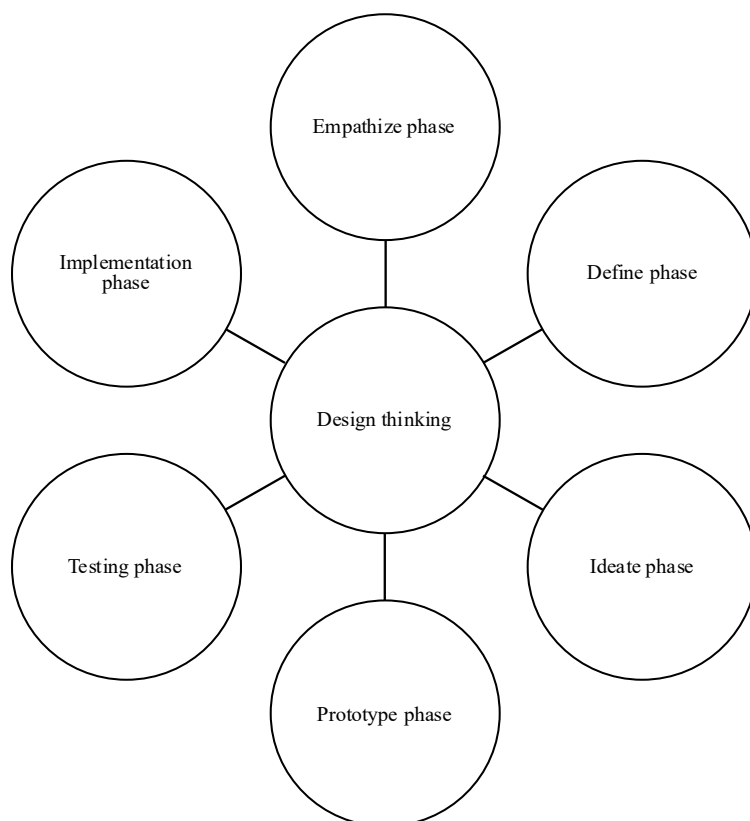 Empathize phase
Implementation
phase
Define phase
Design thinking
Testing phase
Ideate phase
Prototype phase